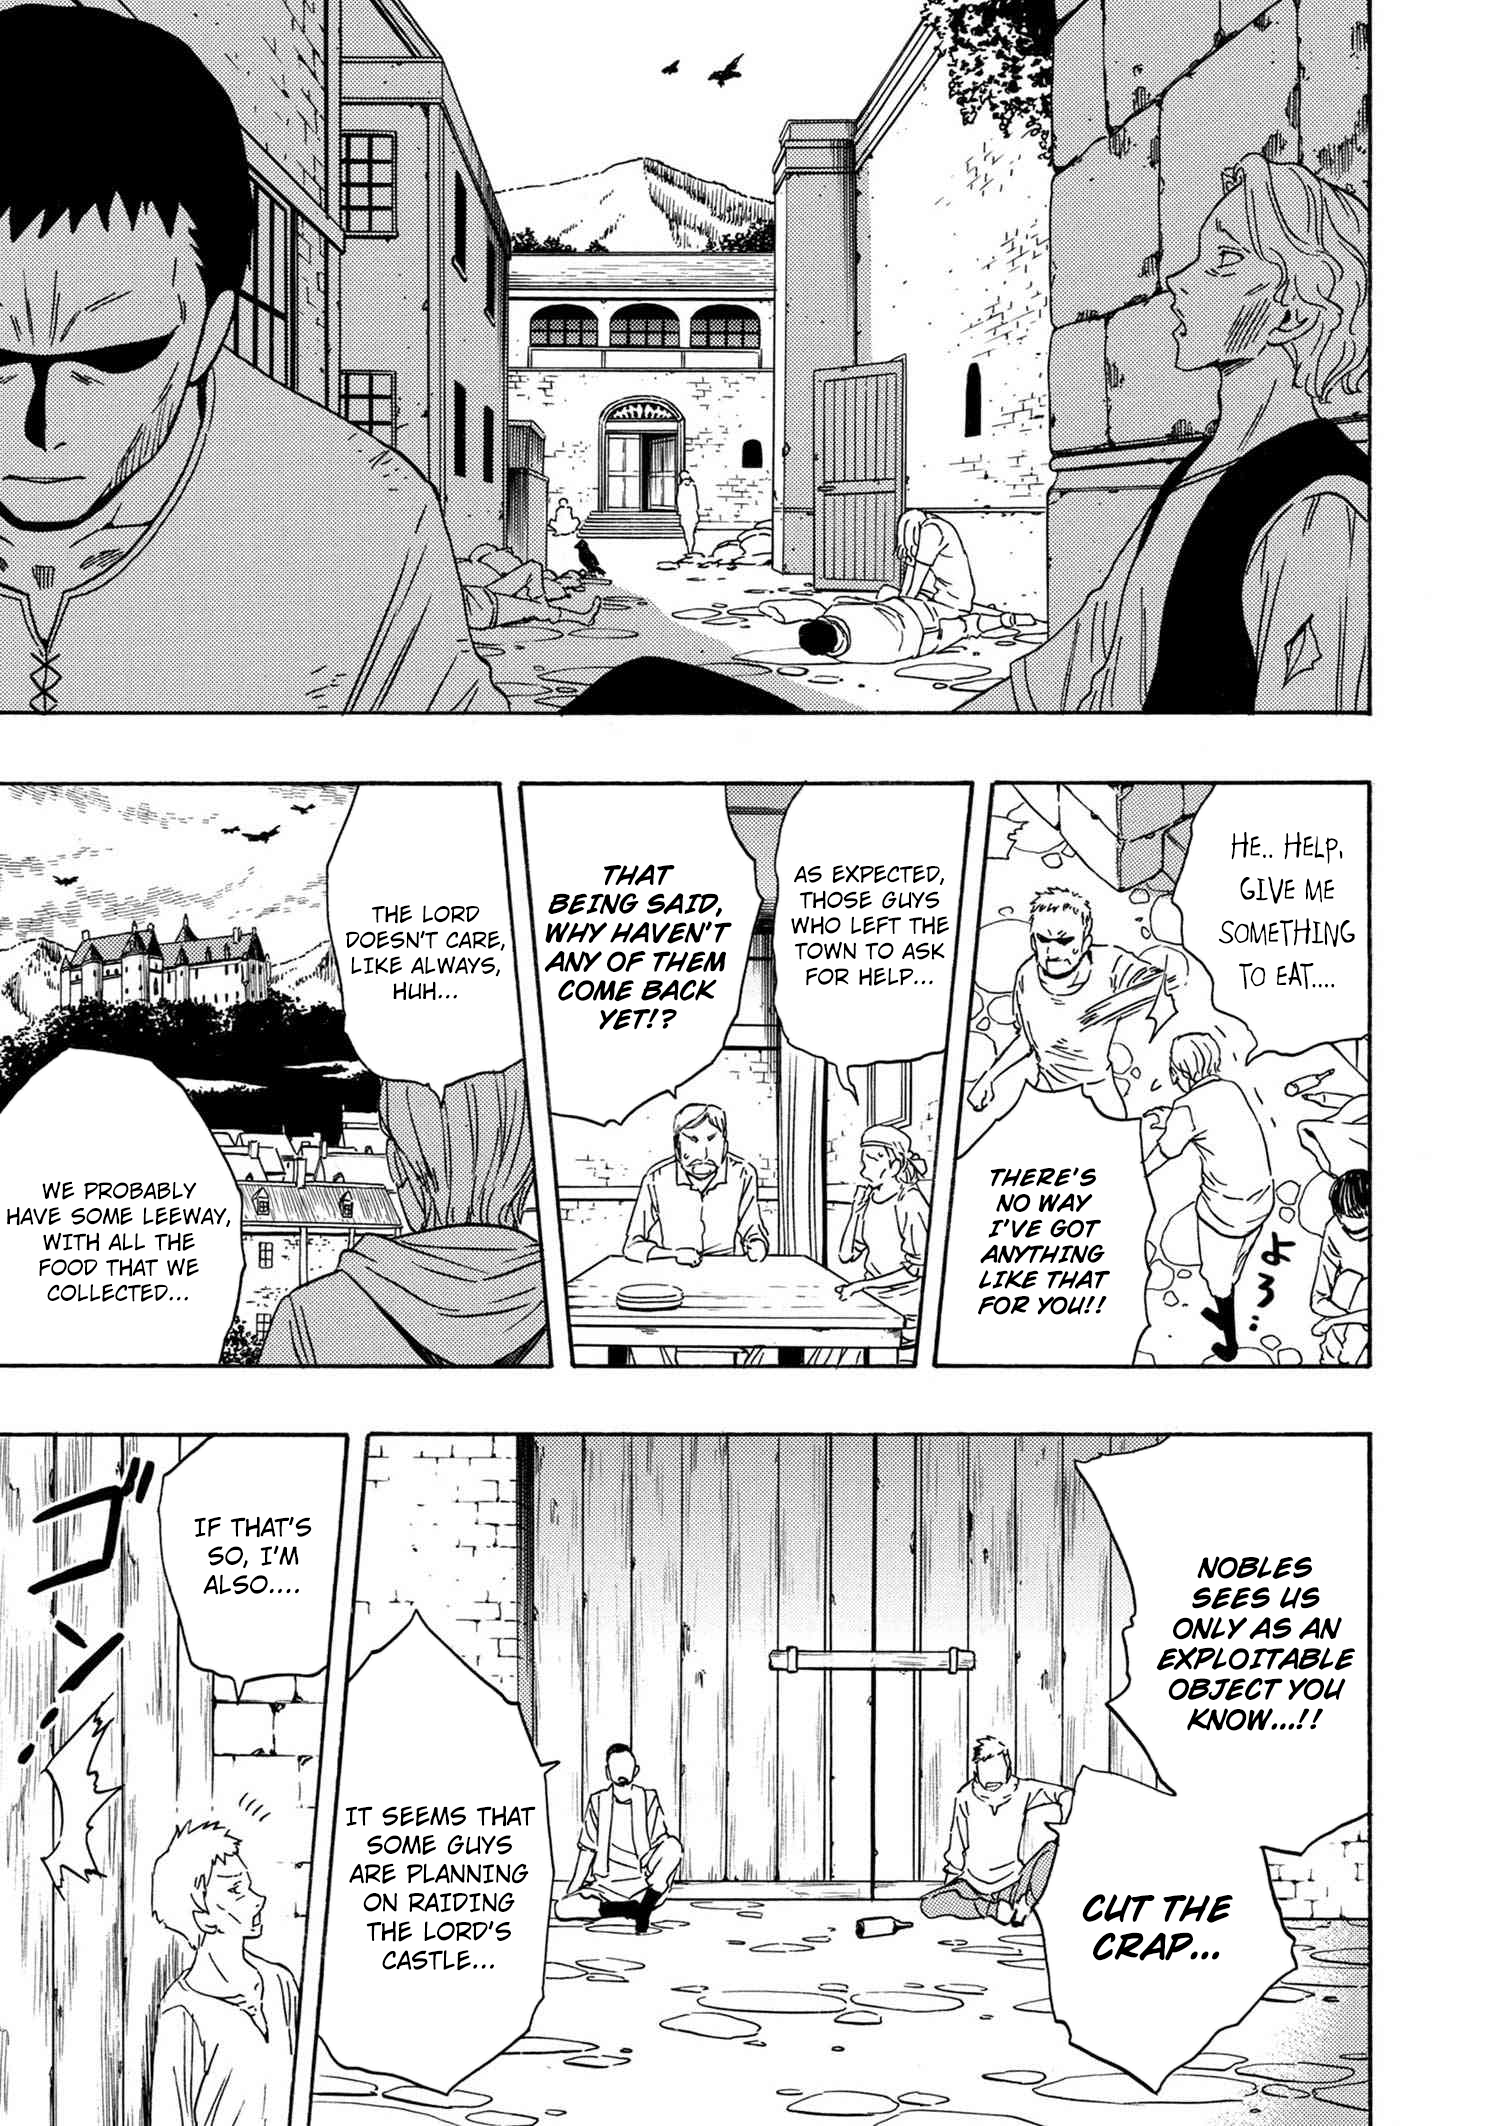 HE.. HELP.
GIVE ME
SOMETHING
TO EAT....
THERE'S
NO WAY
I'VE GOT
ANYTHING
LIKE THAT
FOR YOU!!
よろ...
AS EXPECTED,
THOSE GUYS
WHO LEFT THE
TOWN TO ASK
FOR HELP...
THAT
BEING SAID,
WHY HAVEN'T
ANY OF THEM
COME BACK
YET!?
THE LORD
DOESN'T CARE,
LIKE ALWAYS,
HUH...
WE PROBABLY
HAVE SOME LEEWAY,
WITH ALL THE
FOOD THAT WE
COLLECTED...
NOBLES
SEES US
ONLY AS AN
EXPLOITABLE
OBJECT YOU
KNOW...!!
CUT THE
CRAP...
IT SEEMS THAT
SOME GUYS
ARE PLANNING
ON RAIDING
THE LORD'S
CASTLE...
IF THAT'S
SO, I'M
ALSO....
ゴン...